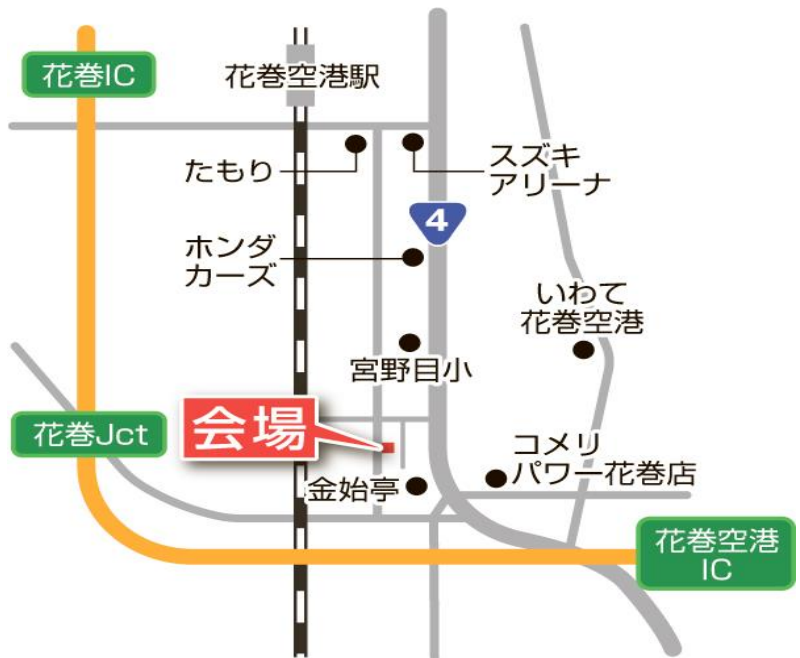 花巻IC
花巻空港駅
たもり
スズキ
アリーナ
4
ホンダ
カーズ
いわて
花巻空港
宮野目小
花巻Jct
会場
コメリ
パワー花巻店
金始亭
花巻空港
IC